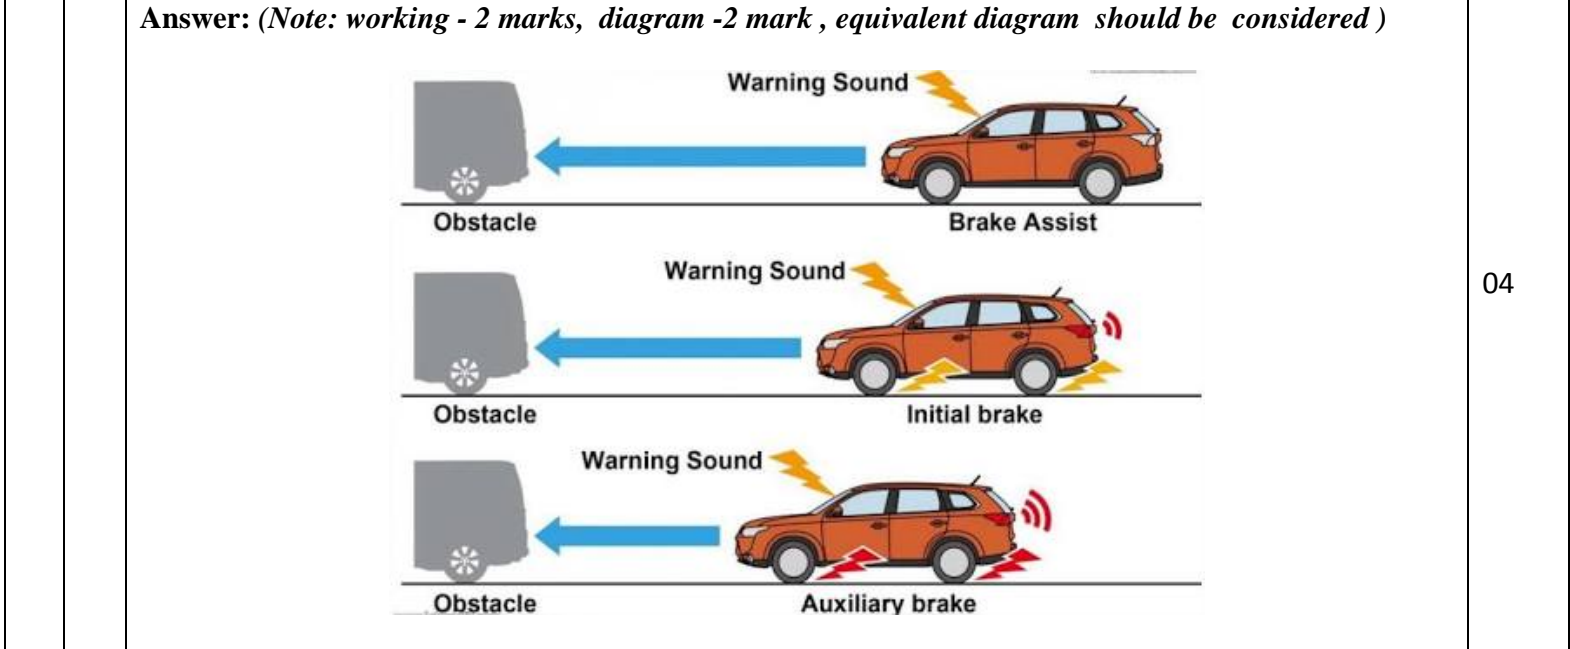 Answer: (Note: working - 2 marks, diagram -2 mark , equivalent diagram should be considered )
Warning Sound
Obstacle
Brake Assist
Warning Sound
04
Obstacle
Initial brake
Warning Sound
Obstacle
Auxiliary brake